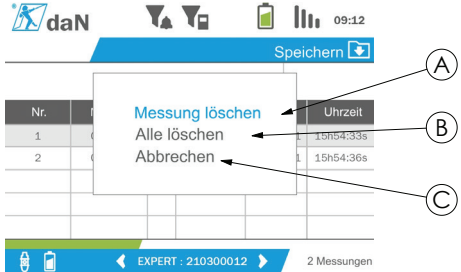 daN 09:12
Speichern
A
Nr. Uhrzeit
Messung löschen
1 15h54:33s
Alle löschen
B
2 15h54:36s
Abbrechen
C
EXPERT : 210300012 2 Messungen